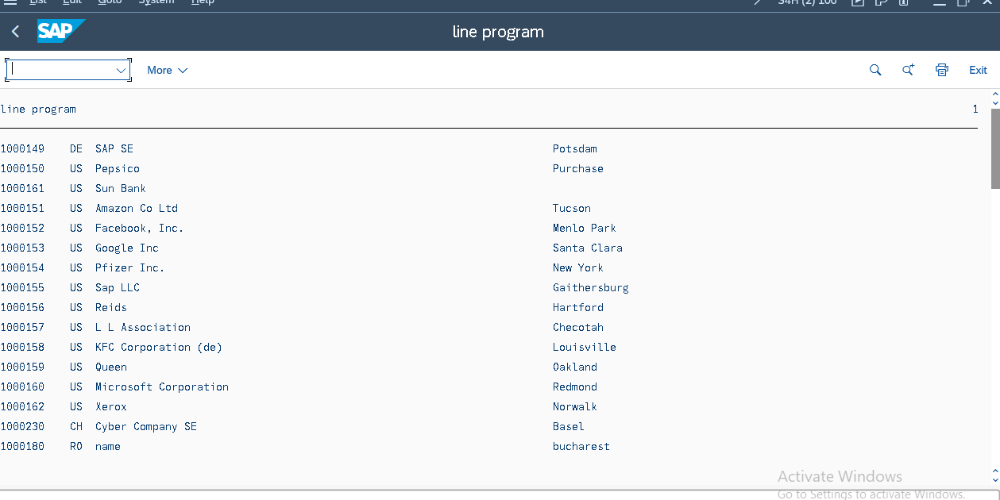 List Edit Goto System Help S4H (2) 100
SAP line program
More Exit
line program 1
1000149 DE SAP SE Potsdam
1000150 US Pepsico Purchase
1000161 US Sun Bank
1000151 US Amazon Co Ltd Tucson
1000152 US Facebook, Inc. Menlo Park
1000153 US Google Inc Santa Clara
1000154 US Pfizer Inc. New York
1000155 US Sap LLC Gaithersburg
1000156 US Reids Hartford
1000157 US L L Association Checotah
1000158 US KFC Corporation (de) Louisville
1000159 US Queen Oakland
1000160 US Microsoft Corporation Redmond
1000162 US Xerox Norwalk
1000230 CH Cyber Company SE Basel
1000180 RO name bucharest
Activate Windows
Go to Settings to activate Windows.